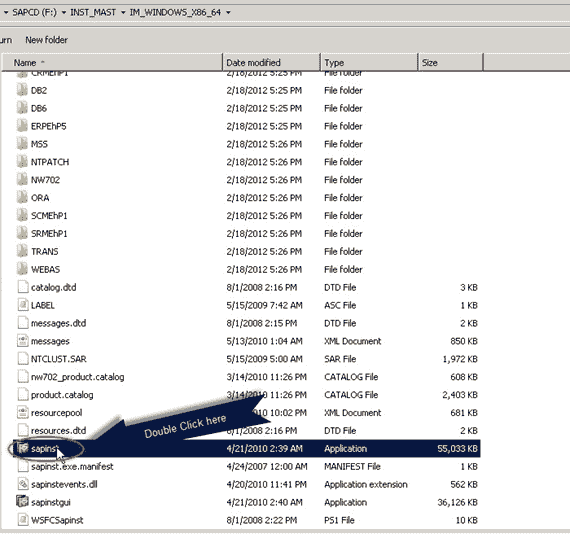 SAPCD (F:) INST_MAST IM_WINDOWS_X86_64
urn New folder
Name Date modified Type Size
CRMEhP1 2/18/2012 5:25 PM File folder
DB2 2/18/2012 5:25 PM File folder
DB6 2/18/2012 5:25 PM File folder
ERPEhP5 2/18/2012 5:25 PM File folder
MSS 2/18/2012 5:25 PM File folder
NTPATCH 2/18/2012 5:26 PM File folder
NW702 2/18/2012 5:26 PM File folder
ORA 2/18/2012 5:26 PM File folder
SCMEhP1 2/18/2012 5:26 PM File folder
SRMEhP1 2/18/2012 5:26 PM File folder
TRANS 2/18/2012 5:26 PM File folder
WEBAS 2/18/2012 5:26 PM File folder
catalog.dtd 8/1/2008 2:16 PM DTD File 3 KB
LABEL 5/15/2009 7:42 AM ASC File 1 KB
messages.dtd 8/1/2008 2:15 PM DTD File 2 KB
messages 5/13/2010 1:04 AM XML Document 850 KB
NTCLUST.SAR 5/15/2009 5:00 AM SAR File 1,972 KB
nw702_product.catalog 3/14/2010 11:26 PM CATALOG File 608 KB
product.catalog 3/14/2010 11:26 PM CATALOG File 2,403 KB
resourcepool 10:02 PM XML Document 681 KB
resources.dtd 8/1/2008 2:16 PM DTD File 2 KB
Double Click here
sapinst 4/21/2010 2:39 AM Application 55,033 KB
sapinst.exe.manifest 4/24/2007 12:00 AM MANIFEST File 1 KB
sapinstevents.dll 4/20/2010 11:41 PM Application extension 562 KB
sapinstgui 4/21/2010 2:40 AM Application 36,126 KB
WSFCSapinst 8/1/2008 2:22 PM PS1 File 10 KB